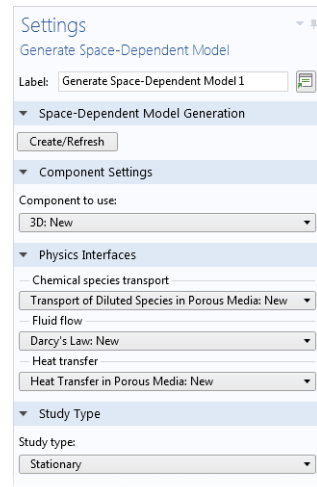 Settings
Generate Space-Dependent Model
Label: Generate Space-Dependent Model 1
Space-Dependent Model Generation
Create/Refresh
Component Settings
Component to use:
3D: New
Physics Interfaces
Chemical species transport
Transport of Diluted Species in Porous Media: New
Fluid flow
Darcy's Law: New
Heat transfer
Heat Transfer in Porous Media: New
Study Type
Study type:
Stationary